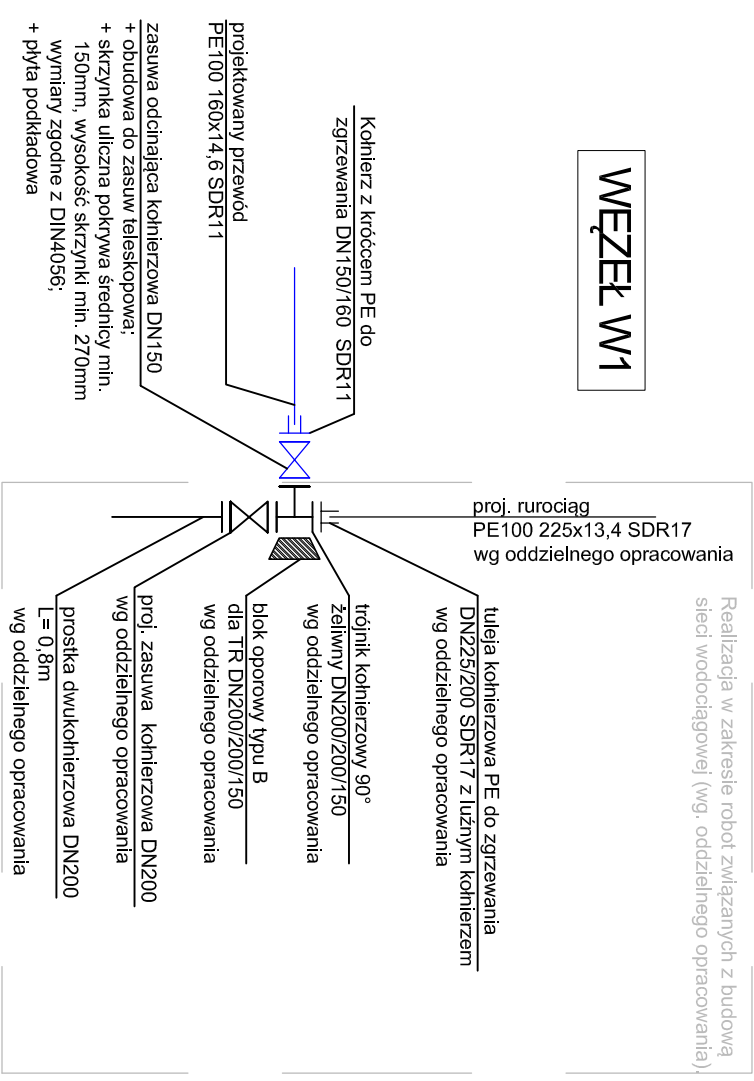 WĘZEŁ W1
Kołnierz z króćcem PE do
zgrzewania DN150/160 SDR11
projektowany przewód
PE100 160x14,6 SDR11
zasuwa odcinająca kołnierzowa DN150
+ obudowa do zasuw teleskopowa;
+ skrzynka uliczna pokrywa średnicy min.
150mm, wysokość skrzynki min. 270mm
wymiary zgodne z DIN4056;
+ płyta podkładowa
proj. rurociąg
PE100 225x13,4 SDR17
wg oddzielnego opracowania
Realizacja w zakresie robot związanych z budową
sieci wodociągowej (wg. oddzielnego opracowania).
tuleja kołnierzowa PE do zgrzewania
DN225/200 SDR17 z luźnym kołnierzem
wg oddzielnego opracowania
trójnik kołnierzowy 90°
żeliwny DN200/200/150
wg oddzielnego opracowania
blok oporowy typu B
dla TR DN200/200/150
wg oddzielnego opracowania
proj. zasuwa kołnierzowa DN200
wg oddzielnego opracowania
prostka dwukołnierzowa DN200
L= 0,8m
wg oddzielnego opracowania